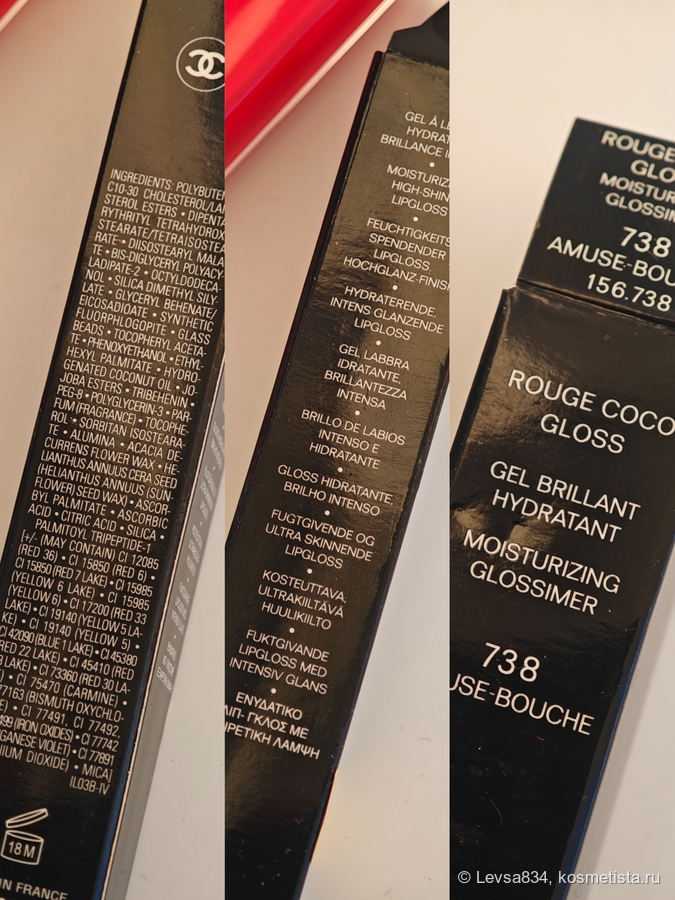 INGREDIENTS: POLYBUTEN
C10-30 CHOLESTEROL/LAN
STEROL ESTERS • DIPENTA
RYTHRITYL TETRAHYDROX
STEARATE/TETRAISOSTEA
RATE • DIISOSTEARYL MALA
TE • BIS-DIGLYCERYL POLYACY
LADIPATE-2 • OCTYLDODECA-
NOL • SILICA DIMETHYL SILY-
LATE • GLYCERYL BEHENATE/
EICOSADIOATE • SYNTHETIC
FLUORPHLOGOPITE • GLASS
BEADS • TOCOPHERYL ACETA-
TE • PHENOXYETHANOL • ETHYL-
HEXYL PALMITATE • HYDRO-
GENATED COCONUT OIL • JO-
JOBA ESTERS • TRIBEHENIN •
PEG-8 • POLYGLYCERIN-3 • PAR-
FUM (FRAGRANCE) • TOCOPHE-
ROL • SORBITAN ISOSTEARA-
TE • ALUMINA • ACACIA DE-
CURRENS FLOWER WAX • HE-
LIANTHUS ANNUUS CERA SEED
(HELIANTHUS ANNUUS (SUN-
FLOWER) SEED WAX) • ASCOR-
BYL PALMITATE • ASCORBIC
ACID • CITRIC ACID • SILICA •
PALMITOYL TRIPEPTIDE-1
[+/- (MAY CONTAIN) CI 12085
(RED 36) • CI 15850 (RED 6) •
CI 15850 (RED 7 LAKE) • CI 15985
(YELLOW 6 LAKE) • CI 15985
(YELLOW 6) • CI 17200 (RED 33
LAKE) • CI 19140 (YELLOW 5 LA-
KE) • CI 19140 (YELLOW 5) •
CI 42090 (BLUE 1 LAKE) • CI 45380
RED 22 LAKE) • CI 45410 (RED
LAKE) • CI 73360 (RED 30 LA-
• CI 75470 (CARMINE) •
77163 (BISMUTH OXYCHLO-
E) • CI 77491, CI 77492,
499 (IRON OXIDES) • CI 77742
GANESE VIOLET) • CI 77891
NIUM DIOXIDE) • MICA]
IL03B-IV
18 M
IN FRANCE
GEL À LÈ
HYDRAT
BRILLANCE I
•
MOISTURIZ
HIGH-SHIN
LIPGLOSS
•
FEUCHTIGKEITS
SPENDENDER
LIPGLOSS.
HOCHGLANZ-FINIS
•
HYDRATERENDE,
INTENS GLANZENDE
LIPGLOSS
•
GEL LABBRA
IDRATANTE,
BRILLANTEZZA
INTENSA
•
BRILLO DE LABIOS
INTENSO E
HIDRATANTE
•
GLOSS HIDRATANTE,
BRILHO INTENSO
•
FUGTGIVENDE OG
ULTRA SKINNENDE
LIPGLOSS
•
KOSTEUTTAVA,
ULTRAKIILTÄVÄ
HUULIKIILTO
•
FUKTGIVANDE
LIPGLOSS MED
INTENSIV GLANS
•
ΕΝΥΔΑΤΙΚΟ
ΛΙΠ- ΓΚΛΟΣ ΜΕ
ΙΡΕΤΙΚΗ ΛΑΜΨΗ
ROUGE
GLO
MOISTUR
GLOSSIM
738
AMUSE-BOU
156.738
ROUGE COCO
GLOSS
GEL BRILLANT
HYDRATANT
MOISTURIZING
GLOSSIMER
738
USE-BOUCHE
© Levsa834, kosmetista.ru